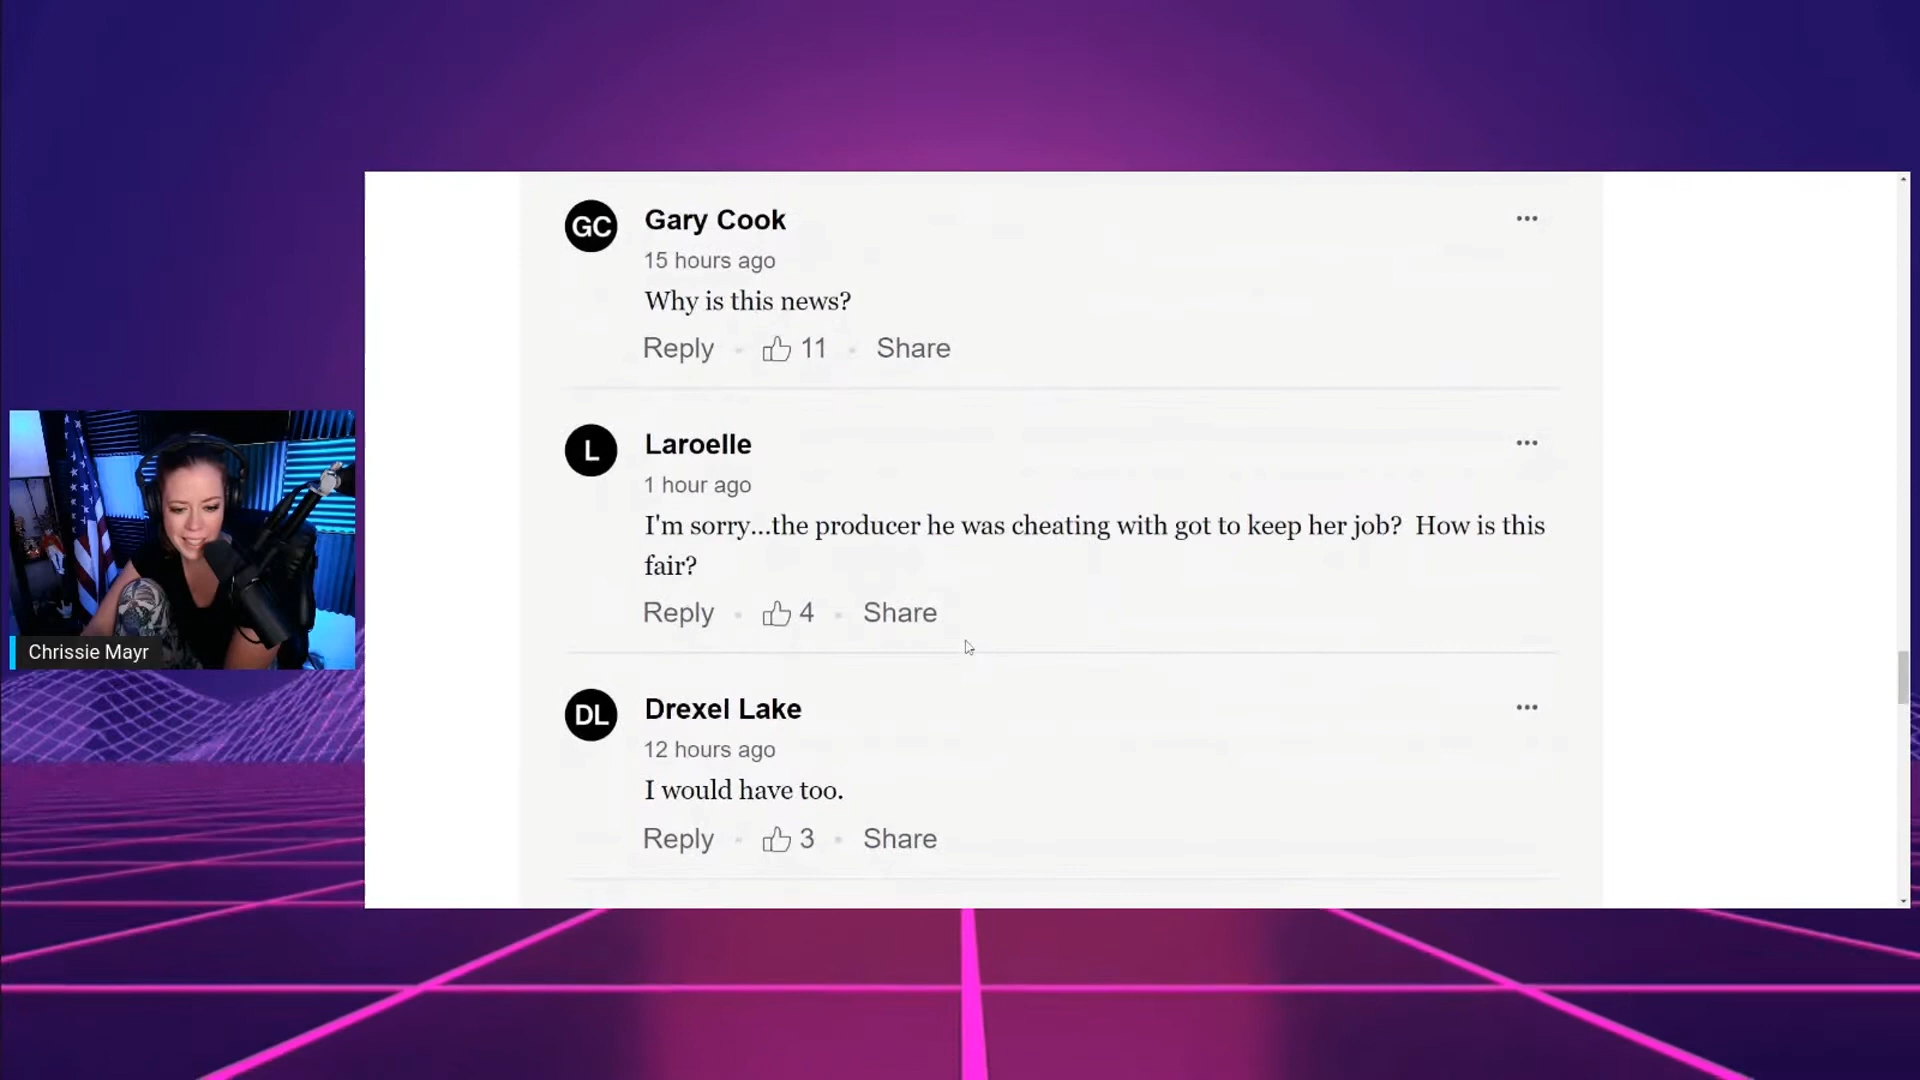 GC
Gary Cook
15 hours ago
Why is this news?
Reply 11 Share
L
Laroelle
1 hour ago
I'm sorry...the producer he was cheating with got to keep her job?  How is this
fair?
Reply 4 Share
Chrissie Mayr
DL
Drexel Lake
12 hours ago
I would have too.
Reply 3 Share